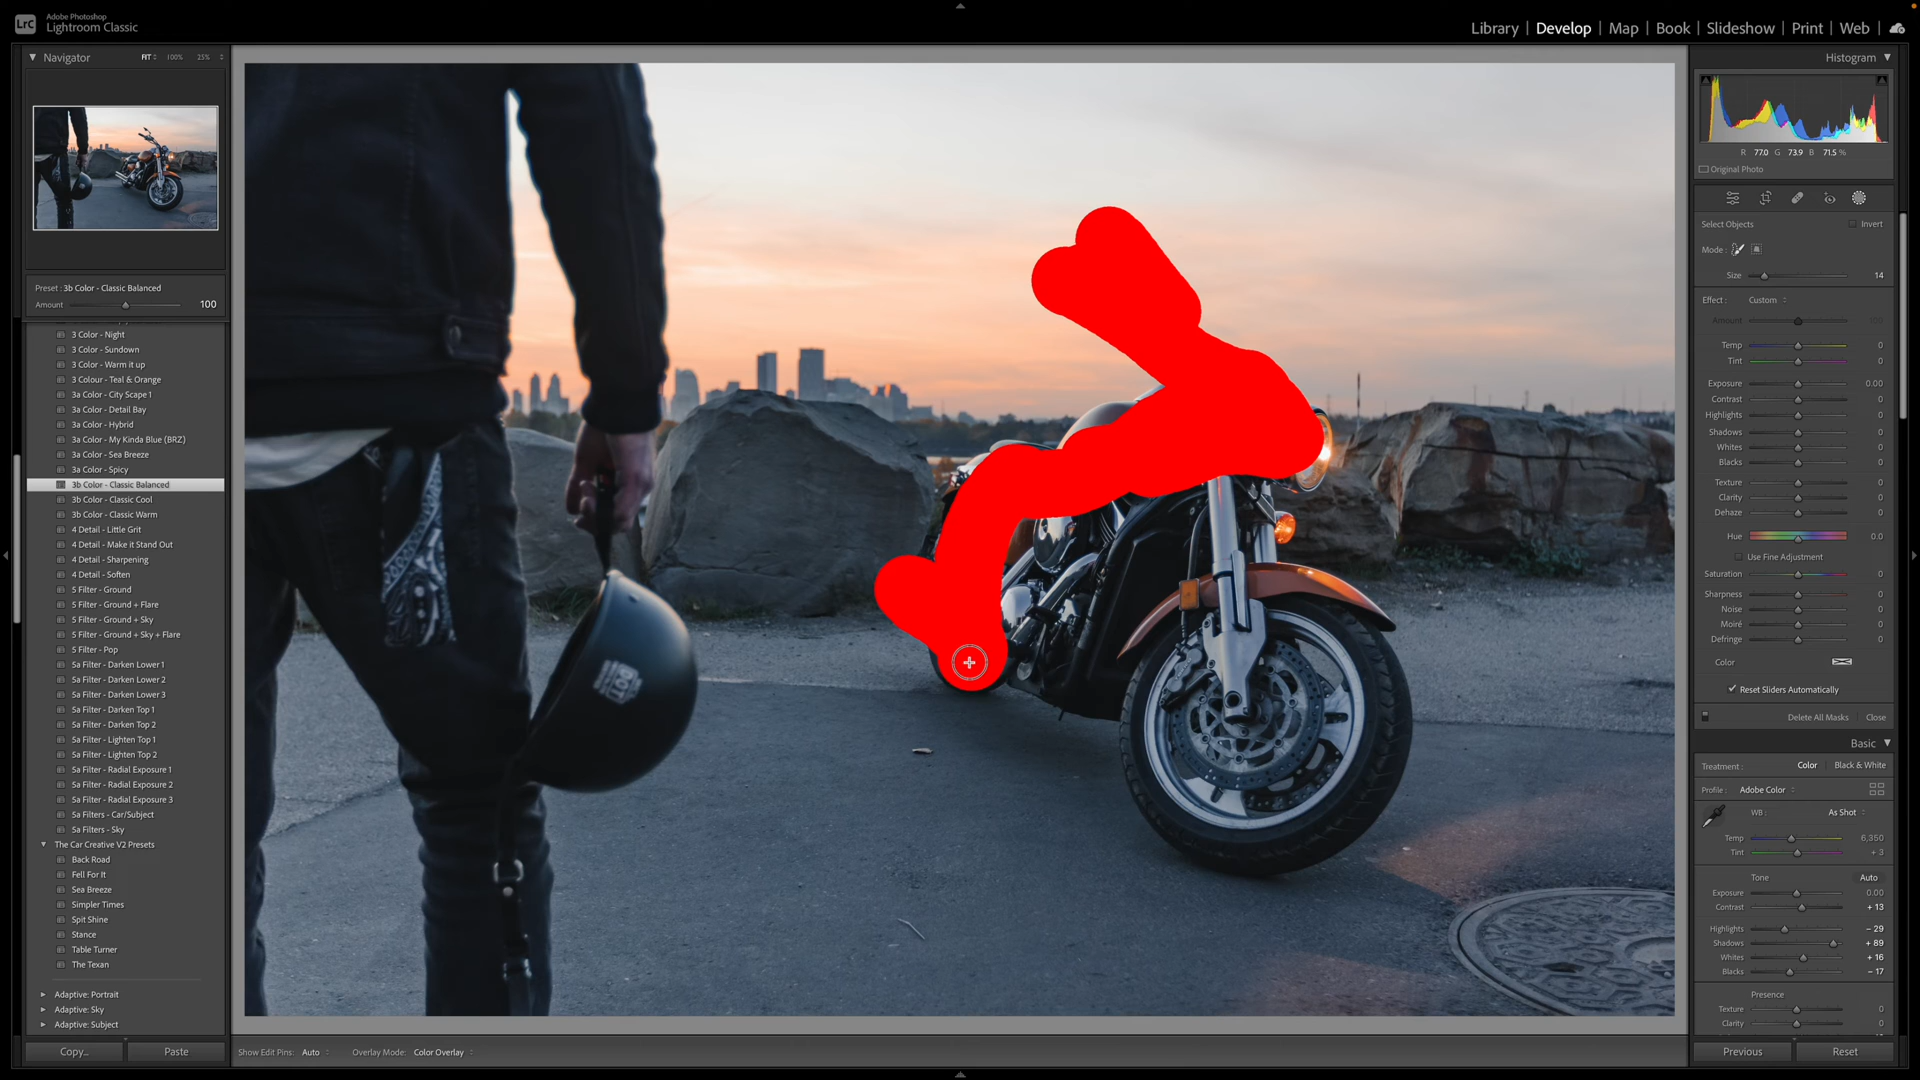 Lrc
Adobe Photoshop
Lightroom Classic
Library | Develop | Map | Book | Slideshow | Print | Web
Navigator FIT 100% 25%
Preset : 3b Color - Classic Balanced
Amount 100
3 Color - Night
3 Color - Sundown
3 Color - Warm it up
3 Colour - Teal & Orange
3a Color - City Scape 1
3a Color - Detail Bay
3a Color - Hybrid
3a Color - My Kinda Blue (BRZ)
3a Color - Sea Breeze
3a Color - Spicy
3b Color - Classic Balanced
3b Color - Classic Cool
3b Color - Classic Warm
4 Detail - Little Grit
4 Detail - Make it Stand Out
4 Detail - Sharpening
4 Detail - Soften
5 Filter - Ground
5 Filter - Ground + Flare
5 Filter - Ground + Sky
5 Filter - Ground + Sky + Flare
5 Filter - Pop
5a Filter - Darken Lower 1
5a Filter - Darken Lower 2
5a Filter - Darken Lower 3
5a Filter - Darken Top 1
5a Filter - Darken Top 2
5a Filter - Lighten Top 1
5a Filter - Lighten Top 2
5a Filter - Radial Exposure 1
5a Filter - Radial Exposure 2
5a Filter - Radial Exposure 3
5a Filters - Car/Subject
5a Filters - Sky
The Car Creative V2 Presets
Back Road
Fell For It
Sea Breeze
Simpler Times
Spit Shine
Stance
Table Turner
The Texan
Adaptive: Portrait
Adaptive: Sky
Adaptive: Subject
Copy... Paste
DOT
Show Edit Pins: Auto Overlay Mode: Color Overlay
Histogram
R 77.0 G 73.9 B 71.5 %
Original Photo
Select Objects Invert
Mode :
Size 14
Effect : Custom
Amount 100
Temp 0
Tint 0
Exposure 0.00
Contrast 0
Highlights 0
Shadows 0
Whites 0
Blacks 0
Texture 0
Clarity 0
Dehaze 0
Hue 0.0
Use Fine Adjustment
Saturation 0
Sharpness 0
Noise 0
Moiré 0
Defringe 0
Color
Reset Sliders Automatically
Delete All Masks Close
Basic
Treatment : Color Black & White
Profile : Adobe Color
WB : As Shot
Temp 6,350
Tint + 3
Tone Auto
Exposure 0.00
Contrast + 13
Highlights − 29
Shadows + 89
Whites + 16
Blacks − 17
Presence
Texture 0
Clarity 0
Previous Reset